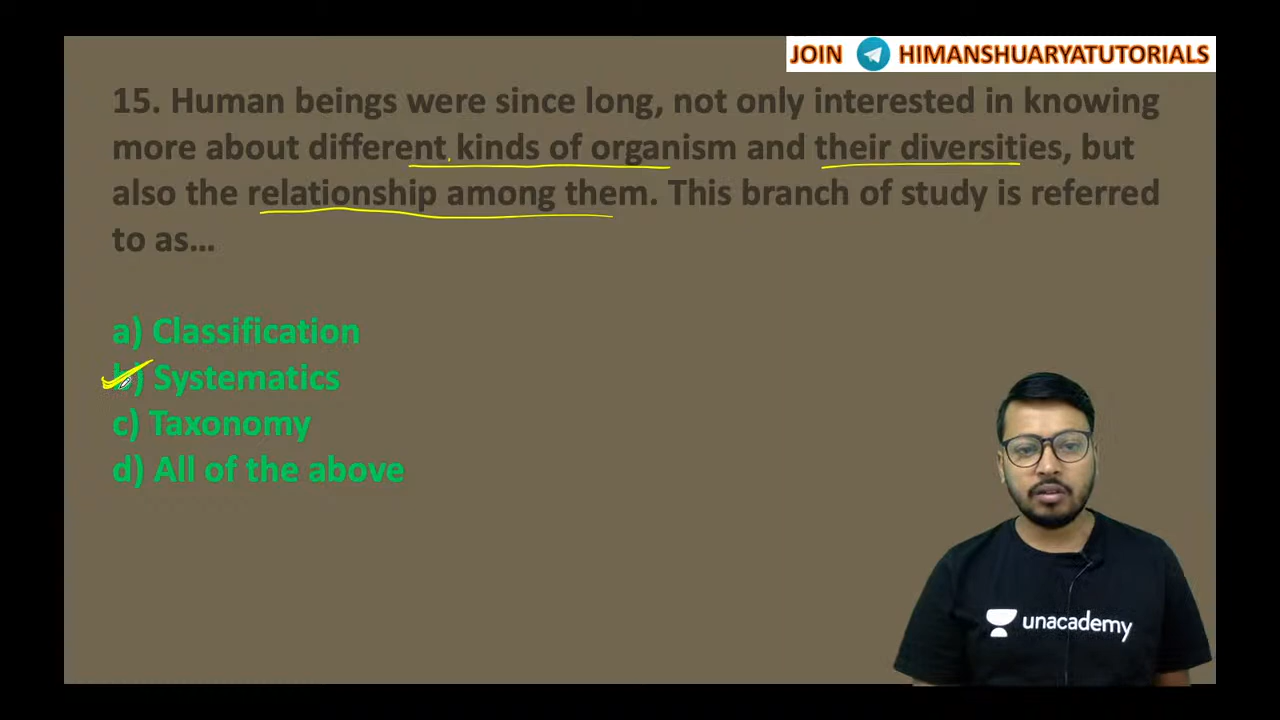 JOIN HIMANSHUARYATUTORIALS
15. Human beings were since long, not only interested in knowing
more about different kinds of organism and their diversities, but
also the relationship among them. This branch of study is referred
to as...
a) Classification
b) Systematics
c) Taxonomy
d) All of the above
unacademy